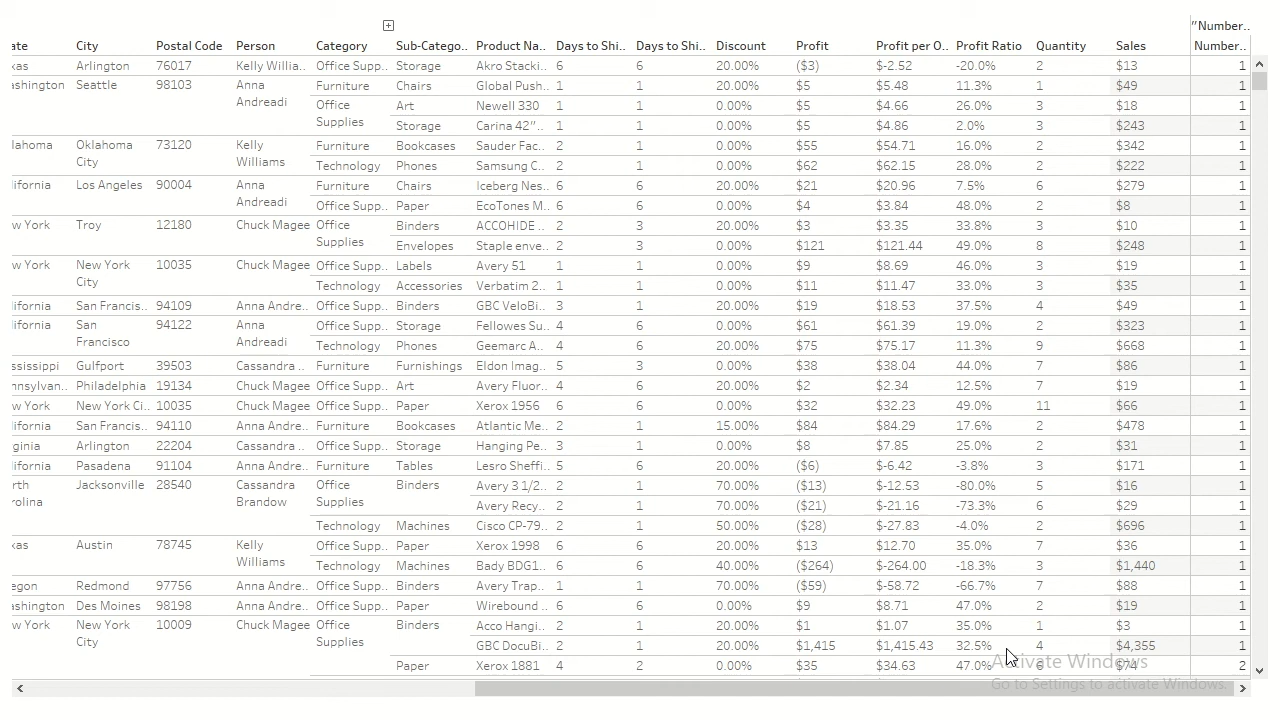 "Number..
ate City Postal Code Person Category Sub-Catego.. Product Na.. Days to Shi.. Days to Shi.. Discount Profit Profit per O.. Profit Ratio Quantity Sales Number..
xas Arlington 76017 Kelly Willia.. Office Supp.. Storage Akro Stacki.. 6 6 20.00% ($3) $-2.52 -20.0% 2 $13 1
ashington Seattle 98103 Anna Andreadi Furniture Chairs Global Push.. 1 1 20.00% $5 $5.48 11.3% 1 $49 1
Office Supplies Art Newell 330 1 1 0.00% $5 $4.66 26.0% 3 $18 1
Storage Carina 42".. 1 1 0.00% $5 $4.86 2.0% 3 $243 1
lahoma Oklahoma City 73120 Kelly Williams Furniture Bookcases Sauder Fac.. 2 1 0.00% $55 $54.71 16.0% 2 $342 1
Technology Phones Samsung C.. 2 1 0.00% $62 $62.15 28.0% 2 $222 1
lifornia Los Angeles 90004 Anna Andreadi Furniture Chairs Iceberg Nes.. 6 6 20.00% $21 $20.96 7.5% 6 $279 1
Office Supp.. Paper EcoTones M.. 6 6 0.00% $4 $3.84 48.0% 2 $8 1
w York Troy 12180 Chuck Magee Office Supplies Binders ACCOHIDE .. 2 3 20.00% $3 $3.35 33.8% 3 $10 1
Envelopes Staple enve.. 2 3 0.00% $121 $121.44 49.0% 8 $248 1
w York New York City 10035 Chuck Magee Office Supp.. Labels Avery 51 1 1 0.00% $9 $8.69 46.0% 3 $19 1
Technology Accessories Verbatim 2.. 1 1 0.00% $11 $11.47 33.0% 3 $35 1
lifornia San Francis.. 94109 Anna Andre.. Office Supp.. Binders GBC VeloBi.. 3 1 20.00% $19 $18.53 37.5% 4 $49 1
lifornia San Francisco 94122 Anna Andreadi Office Supp.. Storage Fellowes Su.. 4 6 0.00% $61 $61.39 19.0% 2 $323 1
Technology Phones Geemarc A.. 4 6 20.00% $75 $75.17 11.3% 9 $668 1
ssissippi Gulfport 39503 Cassandra .. Furniture Furnishings Eldon Imag.. 5 3 0.00% $38 $38.04 44.0% 7 $86 1
nnsylvan.. Philadelphia 19134 Chuck Magee Office Supp.. Art Avery Fluor.. 4 6 20.00% $2 $2.34 12.5% 7 $19 1
w York New York Ci.. 10035 Chuck Magee Office Supp.. Paper Xerox 1956 6 6 0.00% $32 $32.23 49.0% 11 $66 1
lifornia San Francis.. 94110 Anna Andre.. Furniture Bookcases Atlantic Me.. 2 1 15.00% $84 $84.29 17.6% 2 $478 1
ginia Arlington 22204 Cassandra .. Office Supp.. Storage Hanging Pe.. 3 1 0.00% $8 $7.85 25.0% 2 $31 1
lifornia Pasadena 91104 Anna Andre.. Furniture Tables Lesro Sheffi.. 5 6 20.00% ($6) $-6.42 -3.8% 3 $171 1
rth rolina Jacksonville 28540 Cassandra Brandow Office Supplies Binders Avery 3 1/2.. 2 1 70.00% ($13) $-12.53 -80.0% 5 $16 1
Avery Recy.. 2 1 70.00% ($21) $-21.16 -73.3% 6 $29 1
Technology Machines Cisco CP-79.. 2 1 50.00% ($28) $-27.83 -4.0% 2 $696 1
xas Austin 78745 Kelly Williams Office Supp.. Paper Xerox 1998 6 6 20.00% $13 $12.70 35.0% 7 $36 1
Technology Machines Bady BDG1.. 6 6 40.00% ($264) $-264.00 -18.3% 3 $1,440 1
egon Redmond 97756 Anna Andre.. Office Supp.. Binders Avery Trap.. 1 1 70.00% ($59) $-58.72 -66.7% 7 $88 1
ashington Des Moines 98198 Anna Andre.. Office Supp.. Paper Wirebound .. 6 6 0.00% $9 $8.71 47.0% 2 $19 1
w York New York City 10009 Chuck Magee Office Supplies Binders Acco Hangi.. 2 1 20.00% $1 $1.07 35.0% 1 $3 1
GBC DocuBi.. 2 1 20.00% $1,415 $1,415.43 32.5% 4 $4,355 1
Paper Xerox 1881 4 2 0.00% $35 $34.63 47.0% 6 $74 2
Activate Windows
Go to Settings to activate Windows.